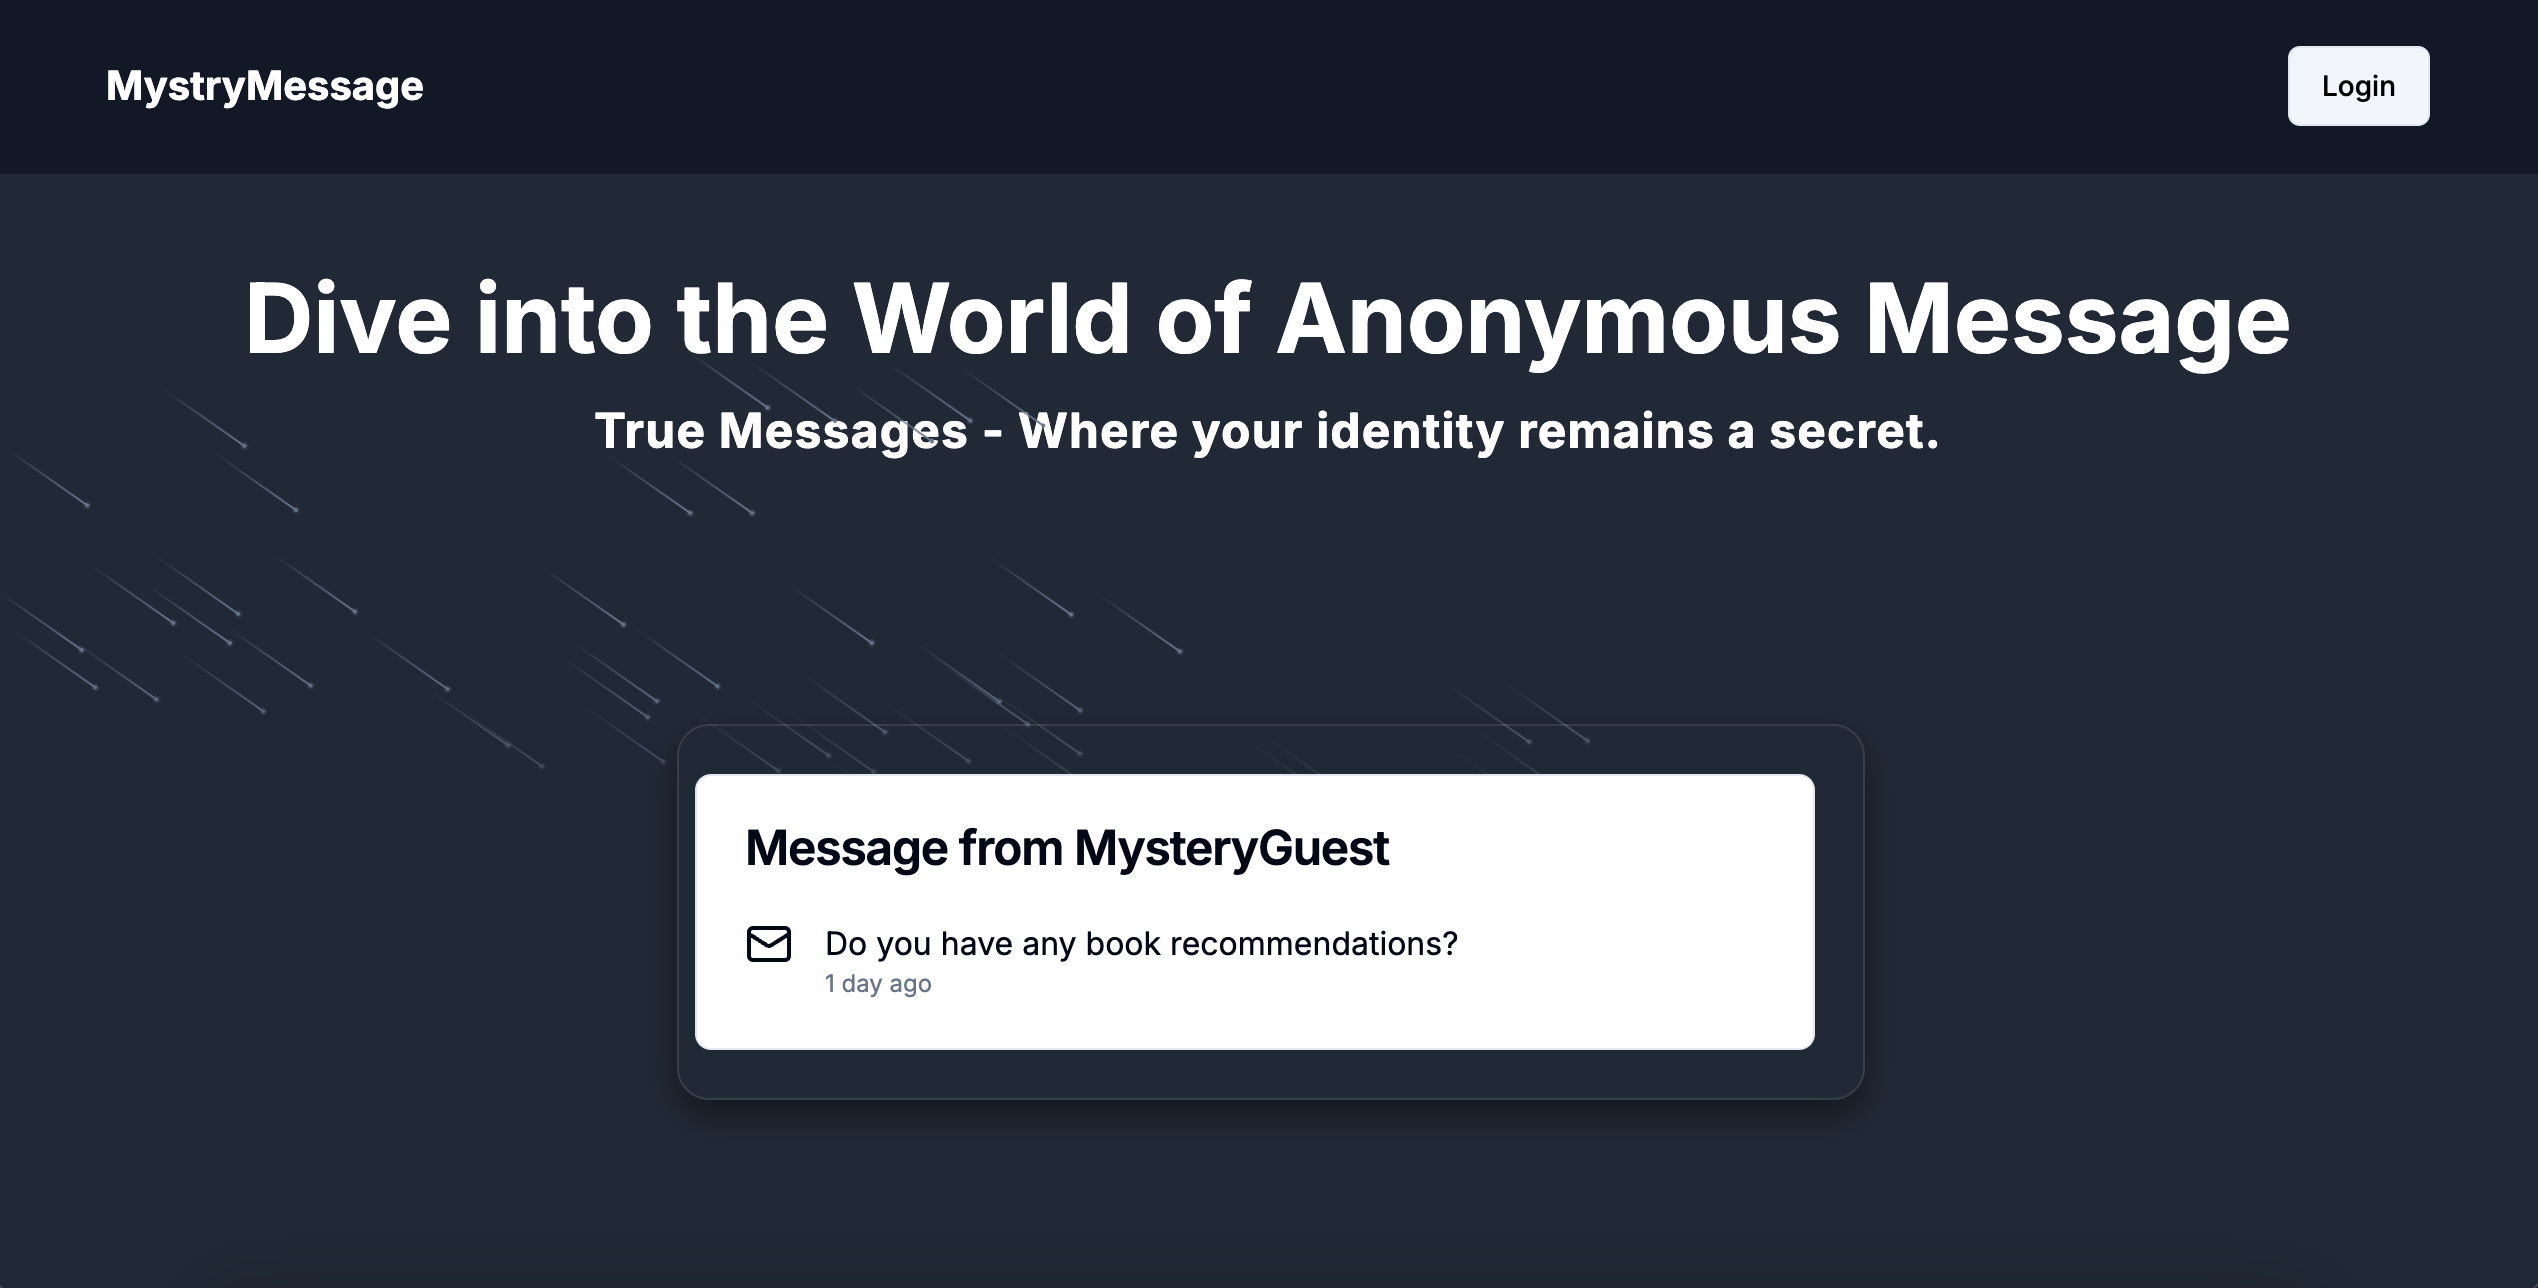 MystryMessage
Login
Dive into the World of Anonymous Message
True Messages - Where your identity remains a secret.
Message from MysteryGuest
Do you have any book recommendations?
1 day ago